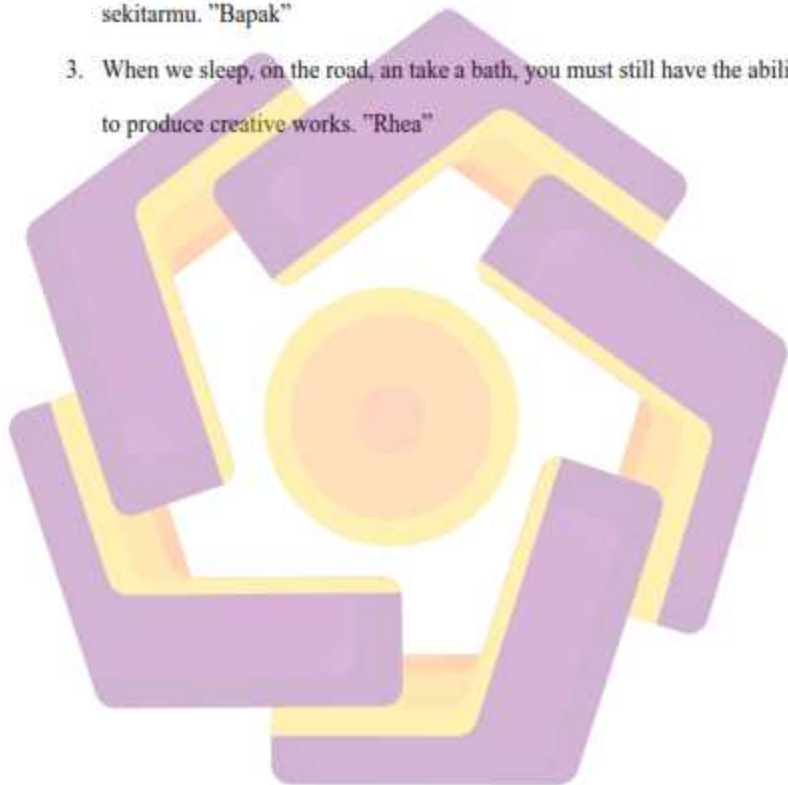 sekitarmu. ”Bapak”
3. When we sleep, on the road, an take a bath, you must still have the abili
to produce creative works. ”Rhea”